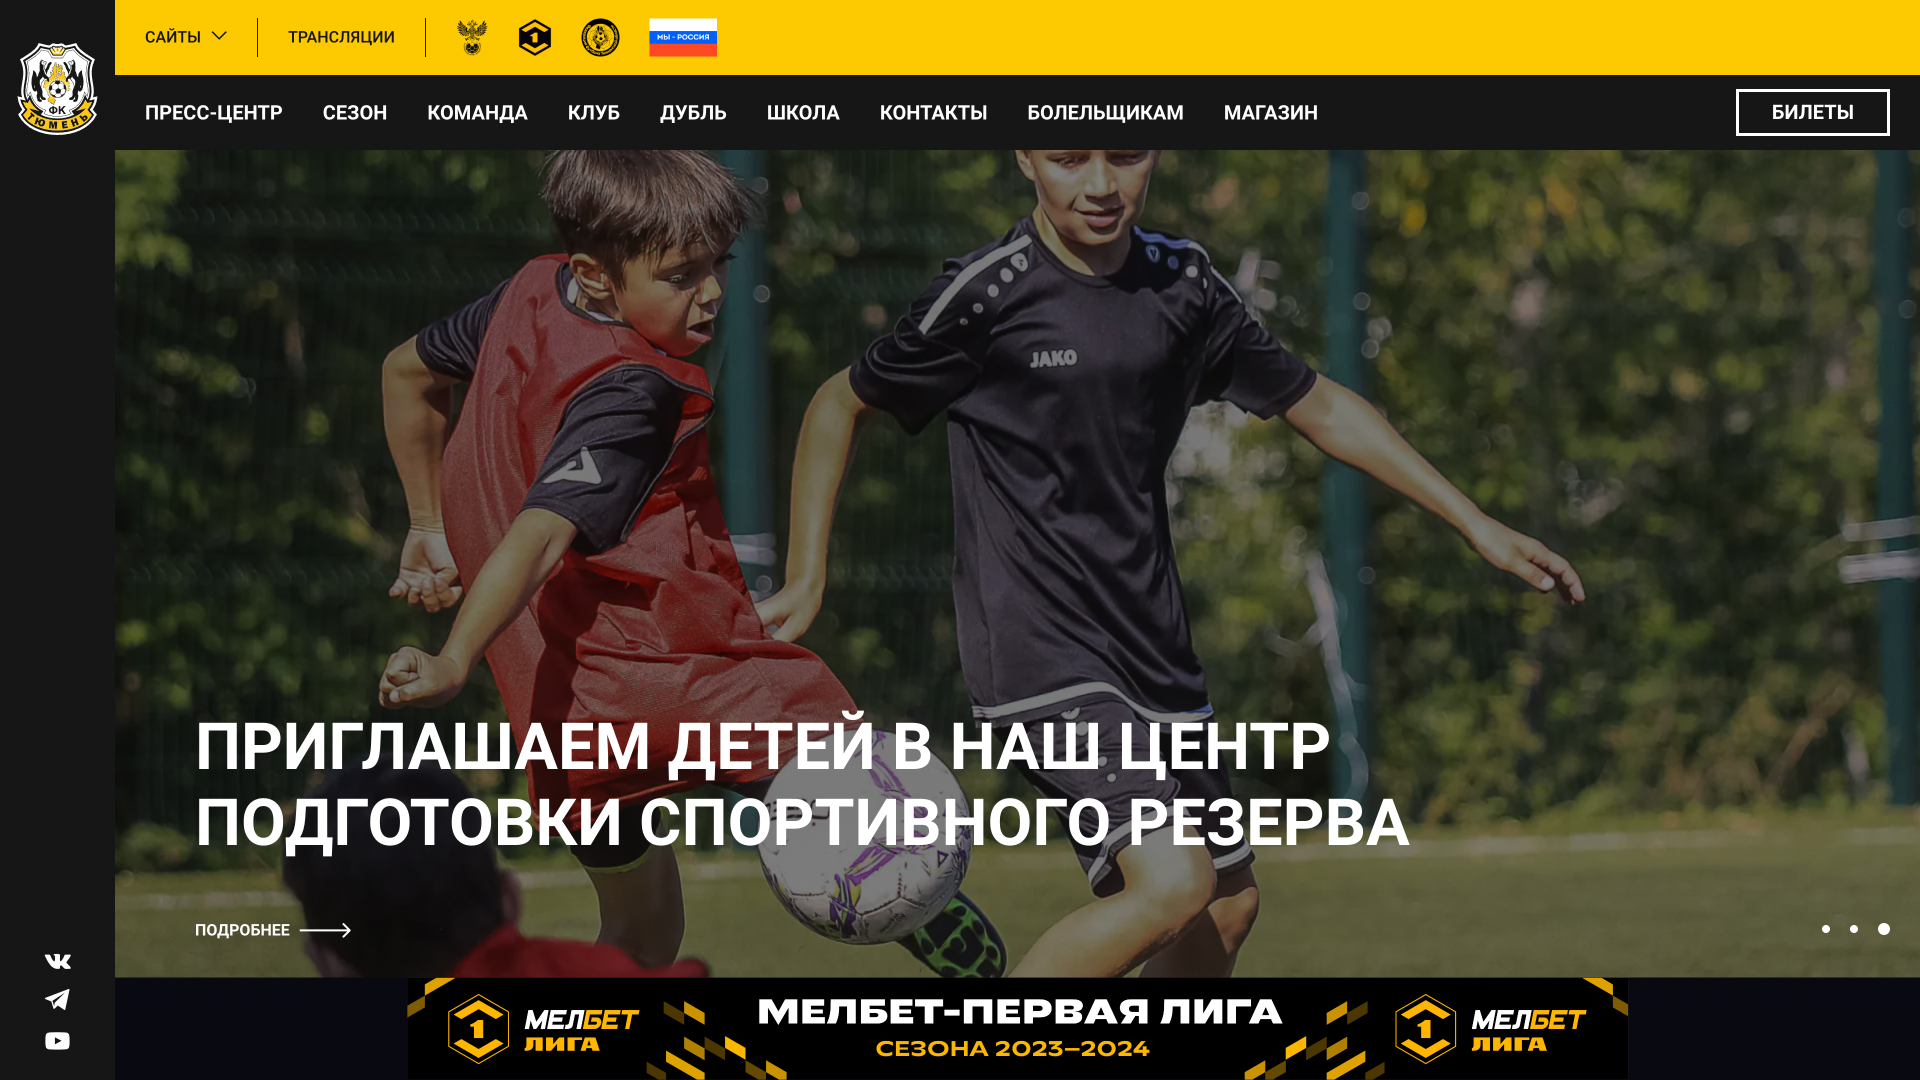 САЙТЫ
ТРАНСЛЯЦИИ
1
МЫ - РОССИЯ
ФК
ТЮМЕНЬ
ПРЕСС-ЦЕНТР
СЕЗОН
КОМАНДА
КЛУБ
ДУБЛЬ
ШКОЛА
КОНТАКТЫ
БОЛЕЛЬЩИКАМ
МАГАЗИН
БИЛЕТЫ
JAKO
ПРИГЛАШАЕМ ДЕТЕЙ В НАШ ЦЕНТР
ПОДГОТОВКИ СПОРТИВНОГО РЕЗЕРВА
ПОДРОБНЕЕ
1 МЕЛБЕТ
ЛИГА
МЕЛБЕТ-ПЕРВАЯ ЛИГА
СЕЗОНА 2023–2024
1 МЕЛБЕТ
ЛИГА